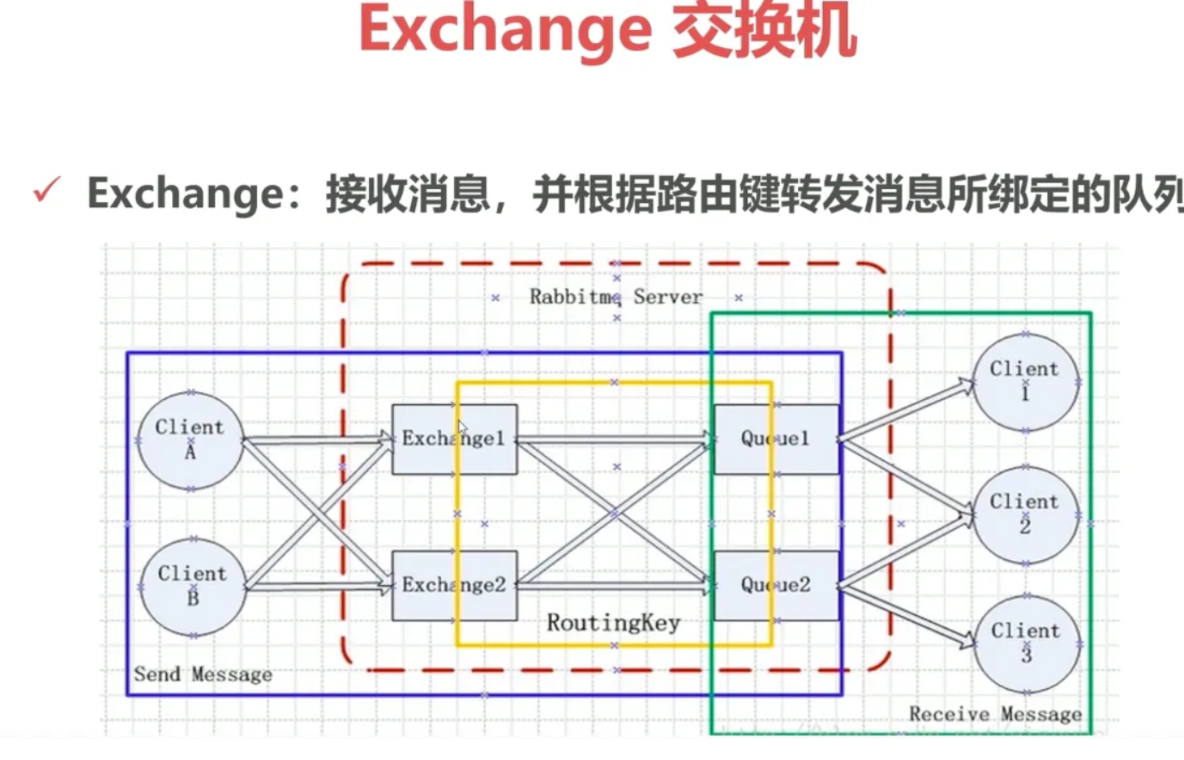 Exchange 交换机
✓ Exchange：接收消息，并根据路由键转发消息所绑定的队列
Rabbitmq Server
Client
A
Client
B
Exchange1
Exchange2
Queue1
Queue2
RoutingKey
Client
1
Client
2
Client
3
Send Message
Receive Message